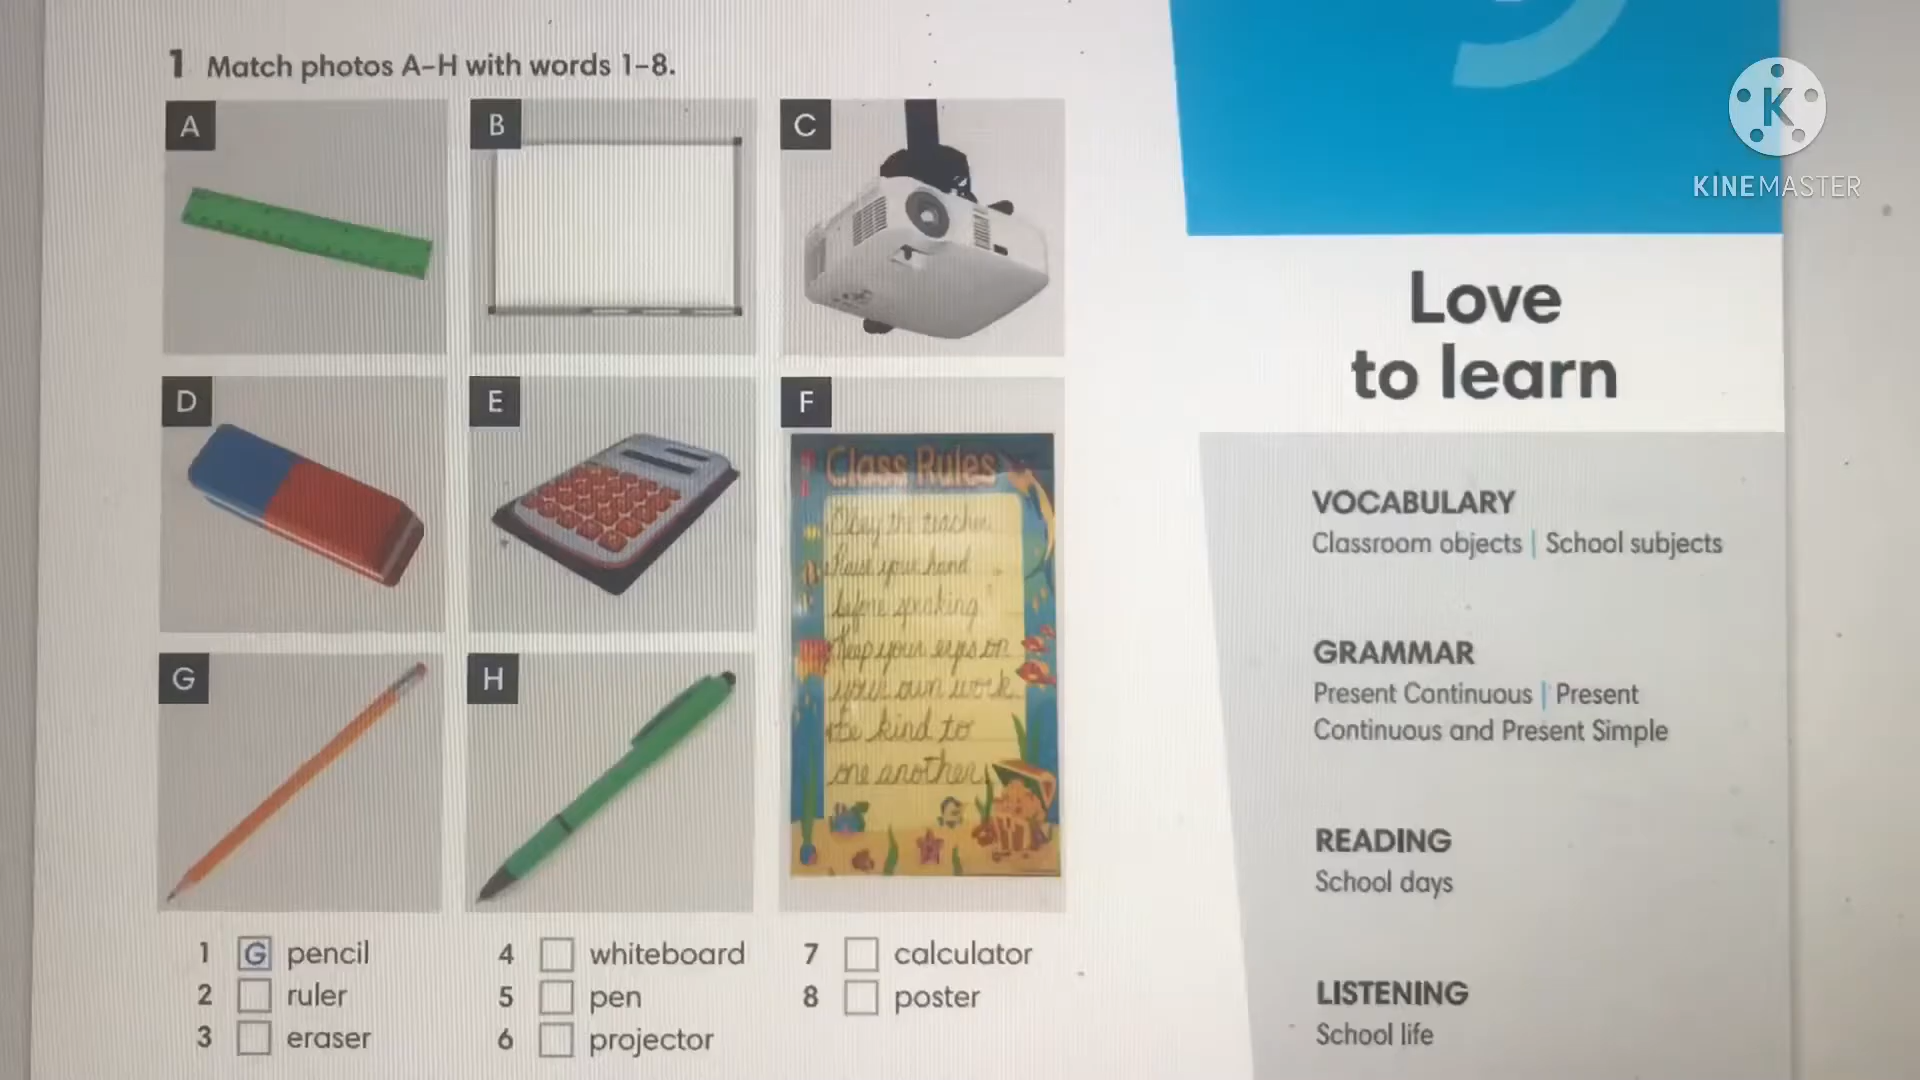 1 Match photos A–H with words 1–8.
A
B
C
D
E
F
Class Rules
Obey the teacher
Raise your hand
before speaking
Keep your eyes on
your own work
Be kind to
one another
G
H
1 G pencil
2 ruler
3 eraser
4 whiteboard
5 pen
6 projector
7 calculator
8 poster
K
KINEMASTER
Love
to learn
VOCABULARY
Classroom objects | School subjects
GRAMMAR
Present Continuous | Present
Continuous and Present Simple
READING
School days
LISTENING
School life